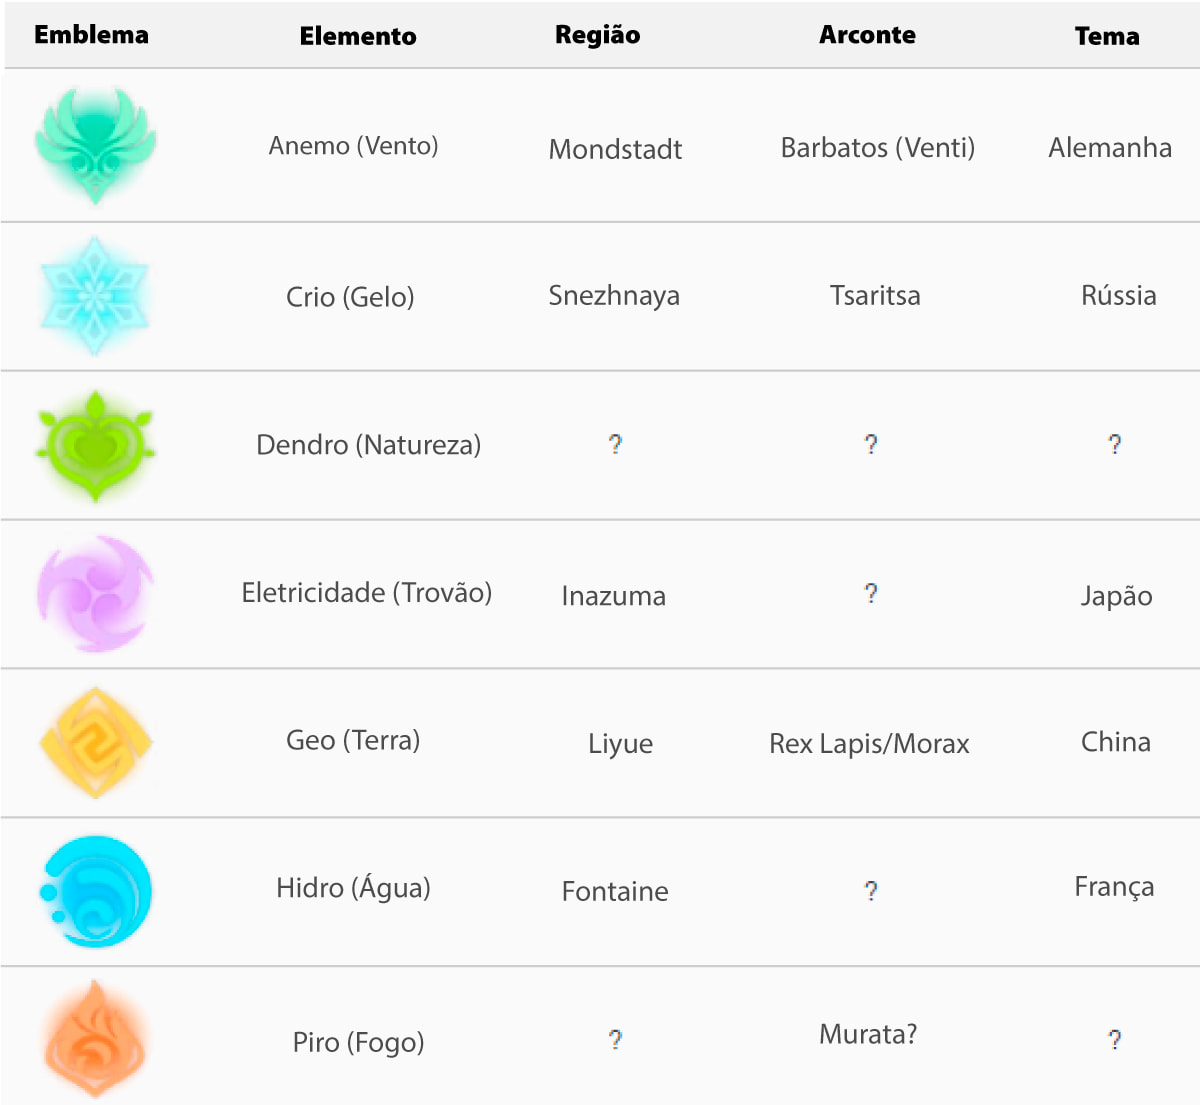 Emblema Elemento Região Arconte Tema
Anemo (Vento) Mondstadt Barbatos (Venti) Alemanha
Crio (Gelo) Snezhnaya Tsaritsa Rússia
Dendro (Natureza) ? ? ?
Eletricidade (Trovão) Inazuma ? Japão
Geo (Terra) Liyue Rex Lapis/Morax China
Hidro (Água) Fontaine ? França
Piro (Fogo) ? Murata? ?